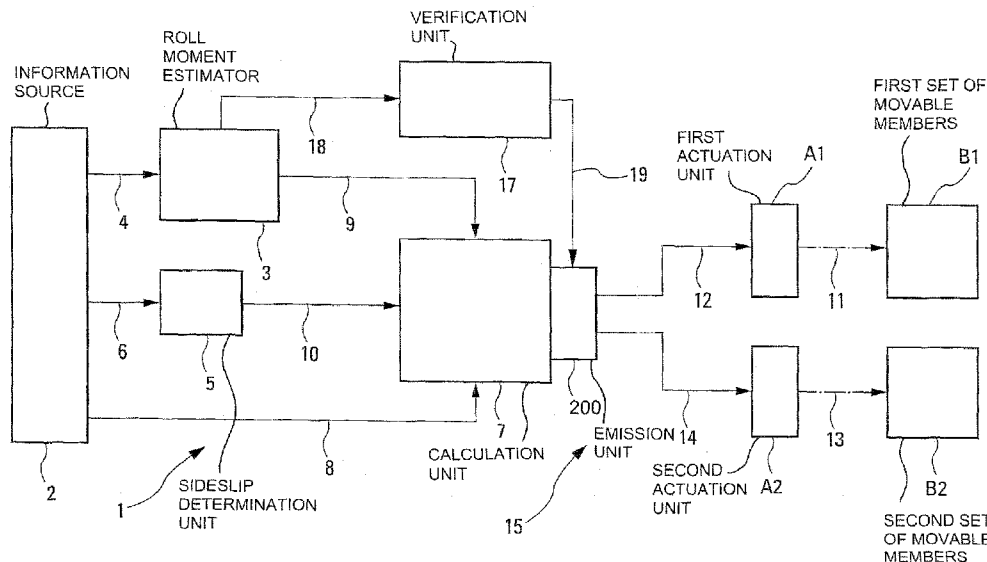 VERIFICATION
UNIT
ROLL
MOMENT
ESTIMATOR
INFORMATION
SOURCE
FIRST SET OF
MOVABLE
MEMBERS
FIRST
ACTUATION
UNIT
A1
B1
18
17
19
4
9
3
12
11
6
10
5
7
200
14
13
8
CALCULATION
UNIT
EMISSION
UNIT
SECOND
ACTUATION
UNIT
A2
B2
2
1
SIDESLIP
DETERMINATION
UNIT
15
SECOND SET
OF MOVABLE
MEMBERS